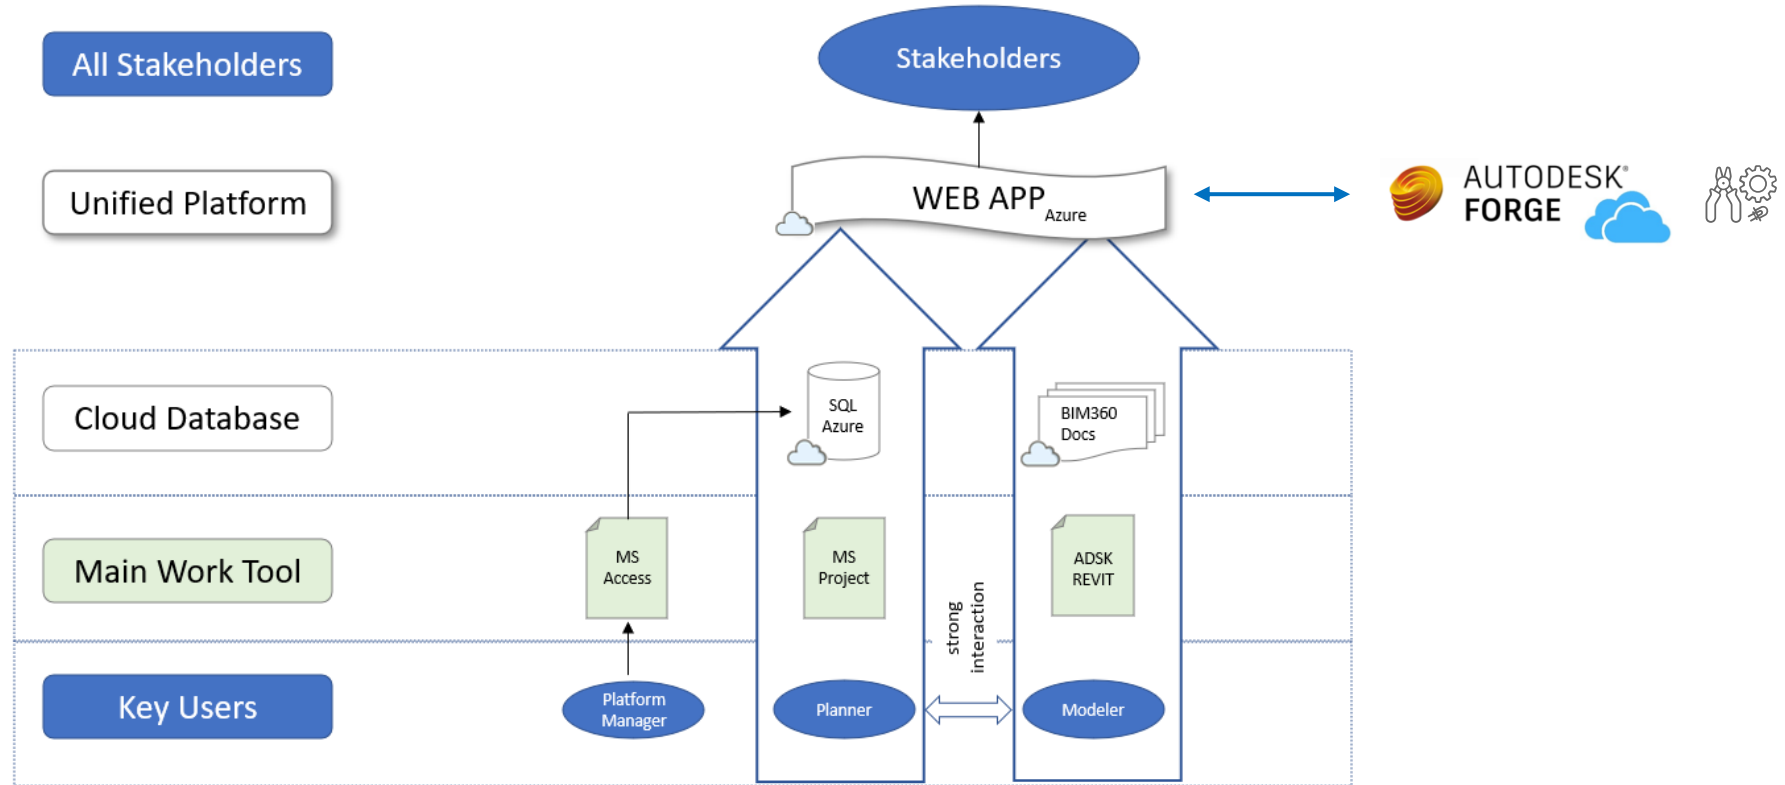 All Stakeholders
Stakeholders
Unified Platform
WEB APP Azure
AUTODESK®
FORGE
Cloud Database
SQL
Azure
BIM360
Docs
Main Work Tool
MS
Access
MS
Project
ADSK
REVIT
strong
interaction
Key Users
Platform
Manager
Planner
Modeler